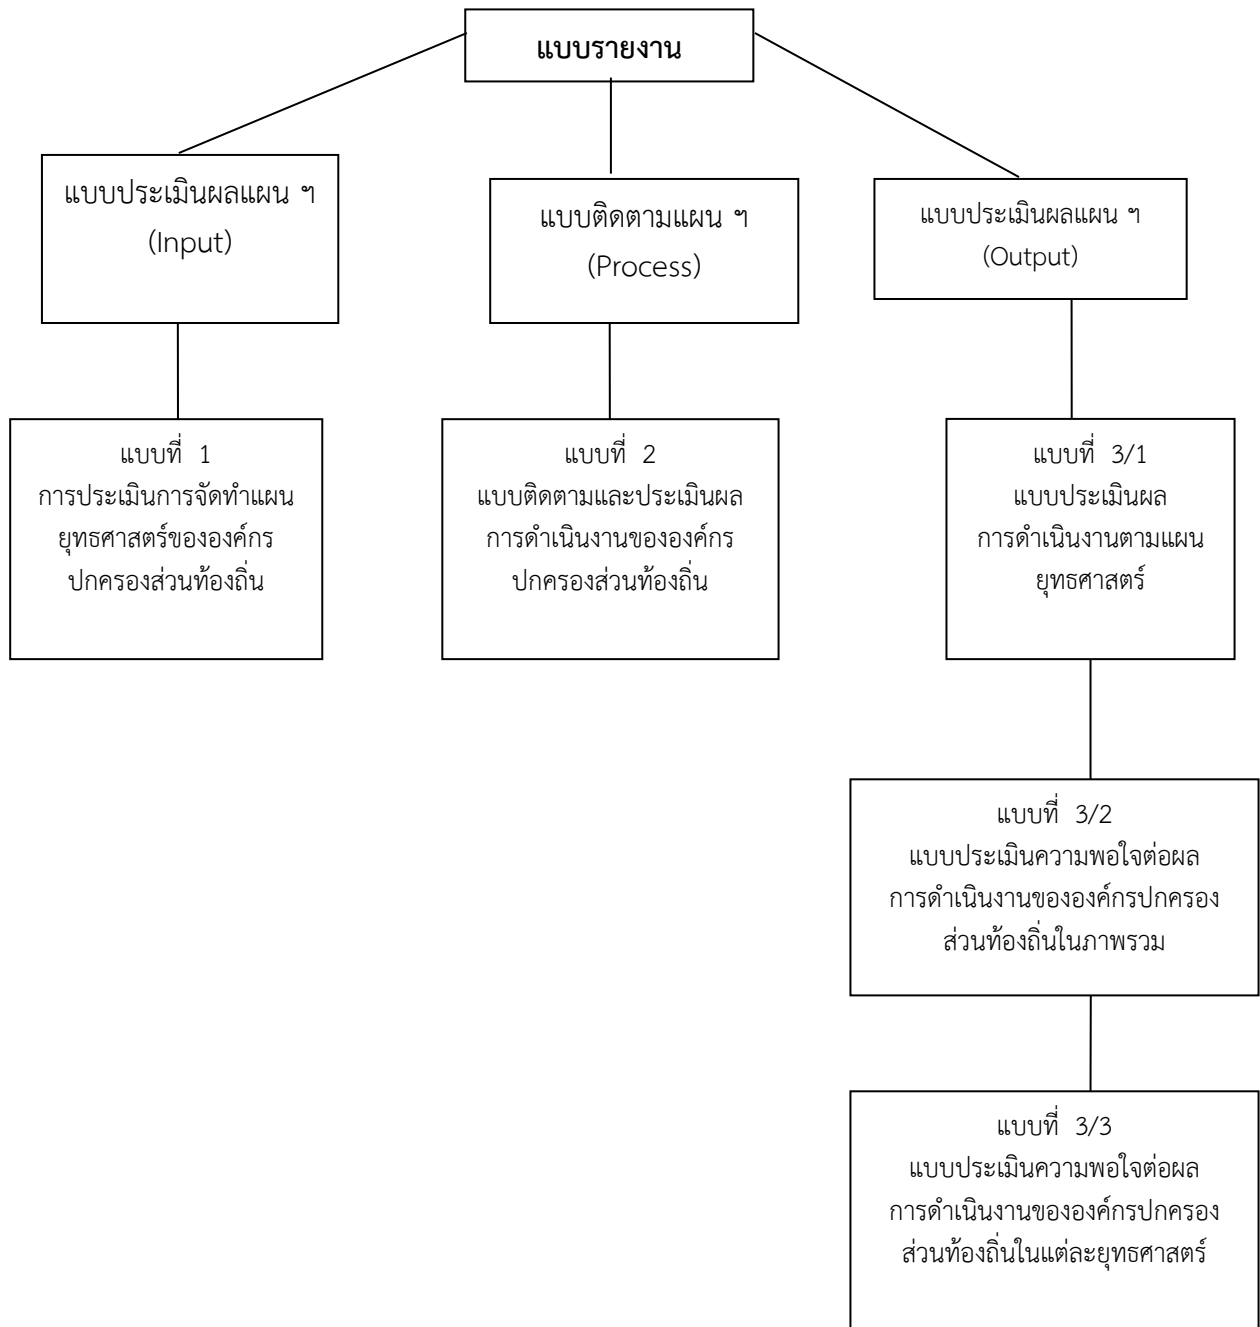 แบบรายงาน
แบบประเมินผลแผน ฯ
(Input)
แบบติดตามแผน ฯ
(Process)
แบบประเมินผลแผน ฯ
(Output)
แบบที่ 1
การประเมินการจัดทำแผน
ยุทธศาสตร์ขององค์กร
ปกครองส่วนท้องถิ่น
แบบที่ 2
แบบติดตามและประเมินผล
การดำเนินงานขององค์กร
ปกครองส่วนท้องถิ่น
แบบที่ 3/1
แบบประเมินผล
การดำเนินงานตามแผน
ยุทธศาสตร์
แบบที่ 3/2
แบบประเมินความพอใจต่อผล
การดำเนินงานขององค์กรปกครอง
ส่วนท้องถิ่นในภาพรวม
แบบที่ 3/3
แบบประเมินความพอใจต่อผล
การดำเนินงานขององค์กรปกครอง
ส่วนท้องถิ่นในแต่ละยุทธศาสตร์